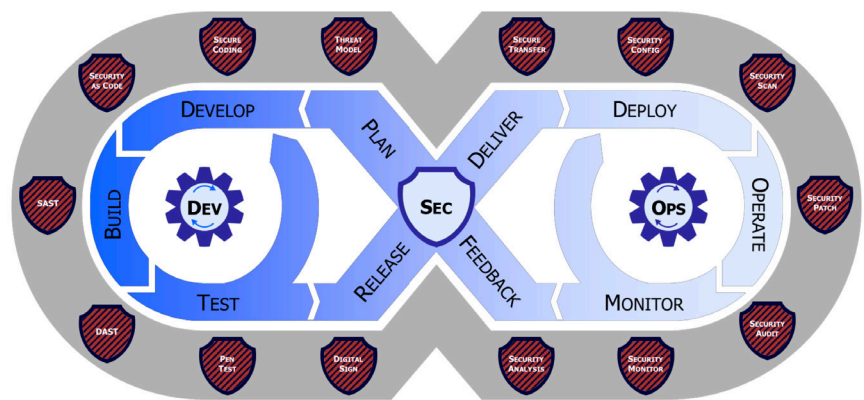 SECURE
CODING
THREAT
MODEL
SECURE
TRANSFER
SECURITY
CONFIG
SECURITY
AS CODE
SECURITY
SCAN
DEVELOP
PLAN
DELIVER
DEPLOY
SAST
BUILD
DEV
SEC
OPS
OPERATE
SECURITY
PATCH
TEST
RELEASE
FEEDBACK
MONITOR
DAST
SECURITY
AUDIT
PEN
TEST
DIGITAL
SIGN
SECURITY
ANALYSIS
SECURITY
MONITOR